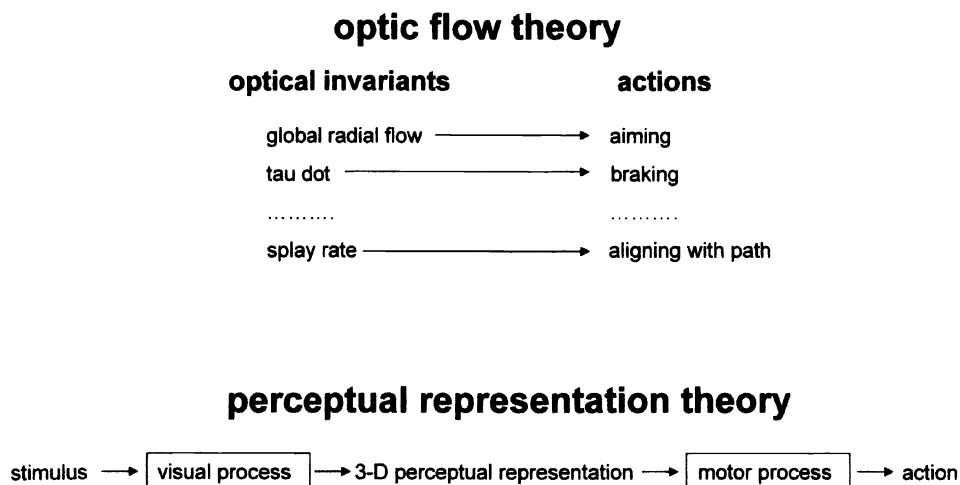 optic flow theory
optical invariants actions
global radial flow aiming
tau dot braking
.......... ..........
splay rate aligning with path
perceptual representation theory
stimulus visual process 3-D perceptual representation motor process action